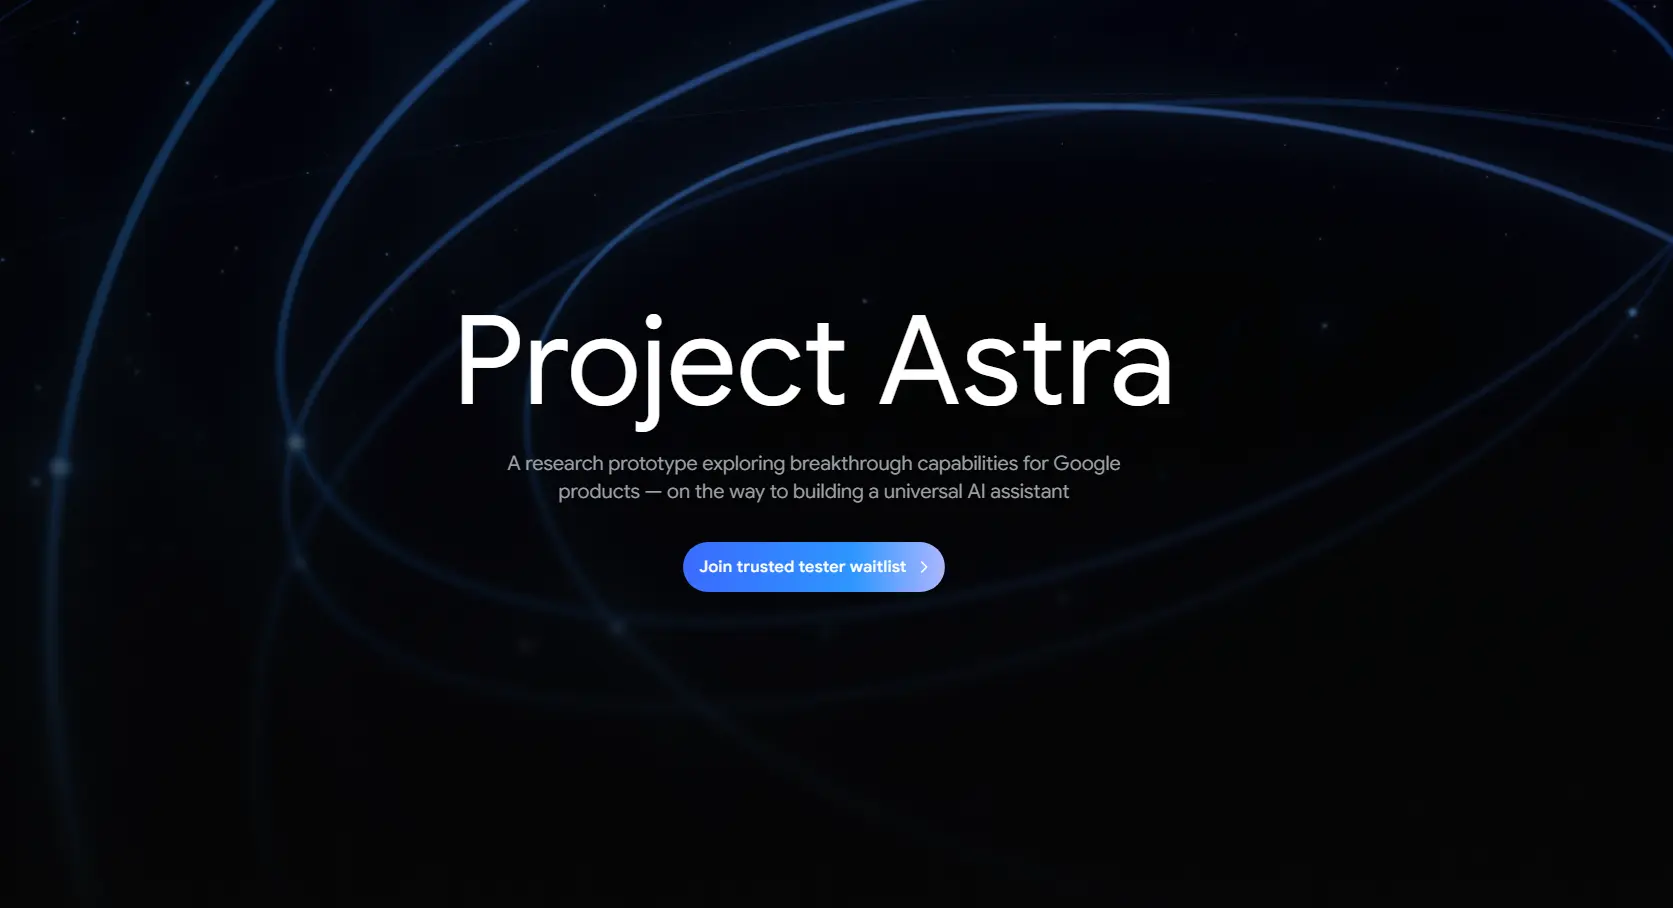 Project Astra
A research prototype exploring breakthrough capabilities for Google
products — on the way to building a universal AI assistant
Join trusted tester waitlist